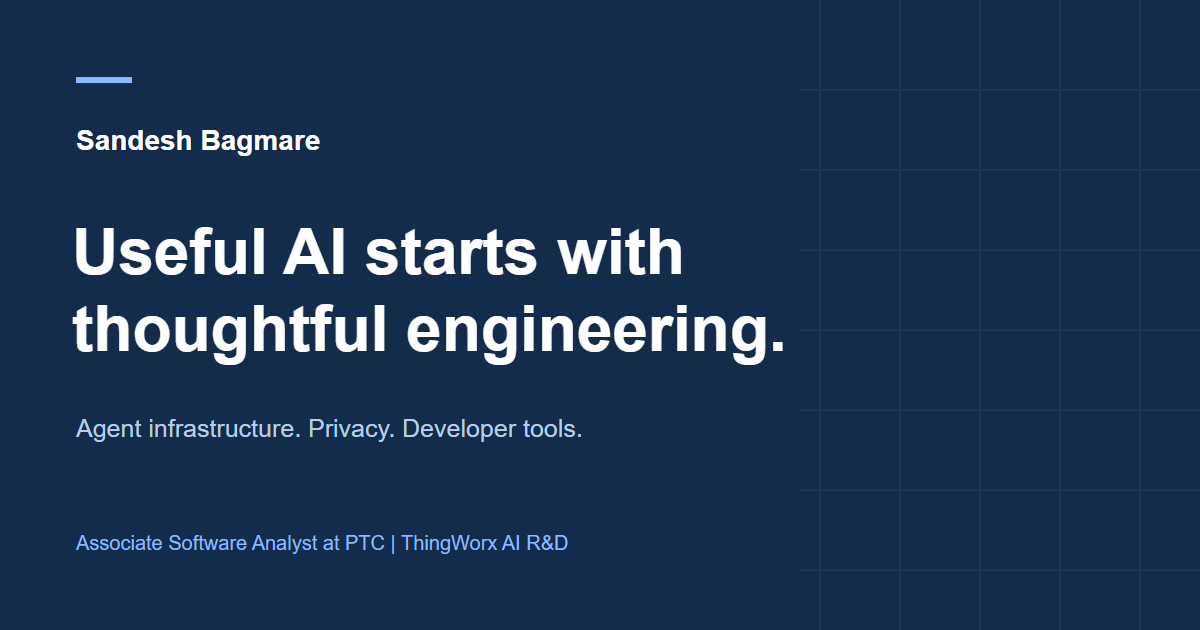 Sandesh Bagmare
Useful AI starts with
thoughtful engineering.
Agent infrastructure. Privacy. Developer tools.
Associate Software Analyst at PTC | ThingWorx AI R&D